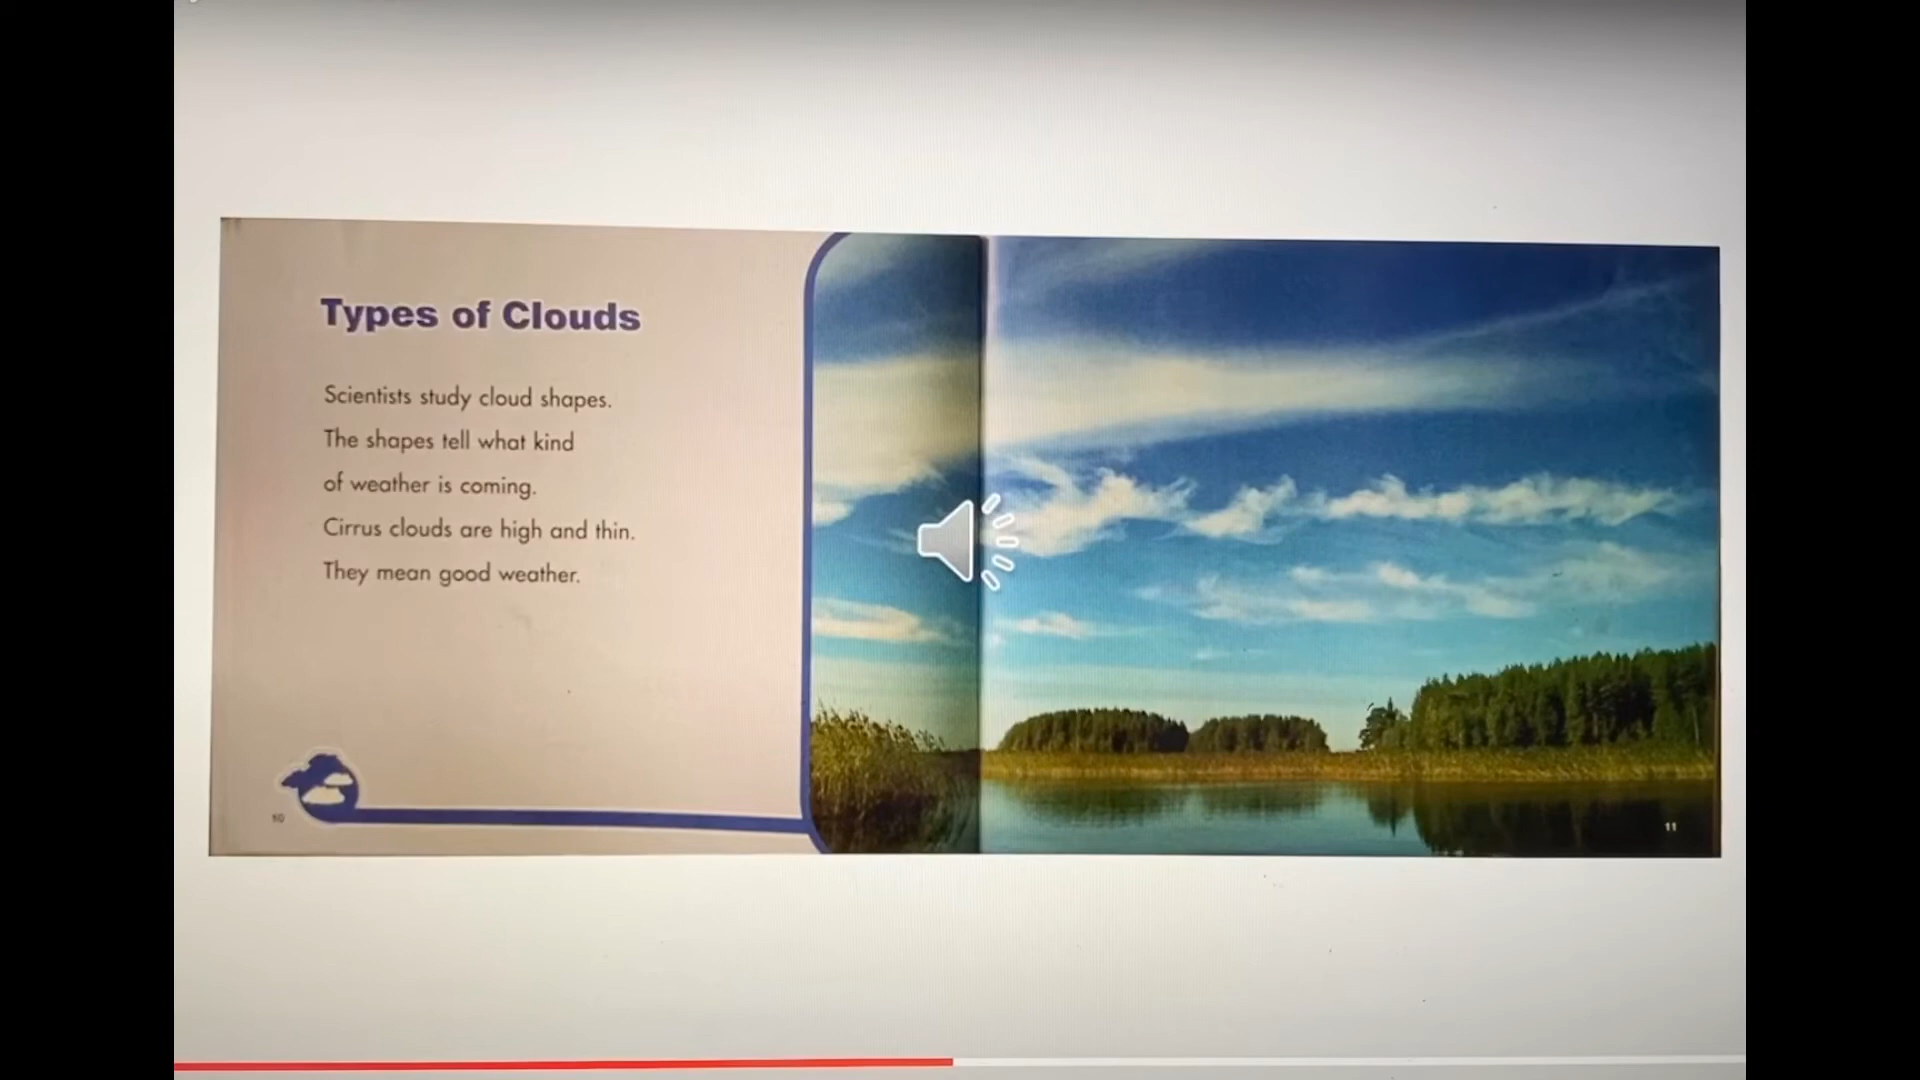 Types of Clouds
Scientists study cloud shapes.
The shapes tell what kind
of weather is coming.
Cirrus clouds are high and thin.
They mean good weather.
10
11